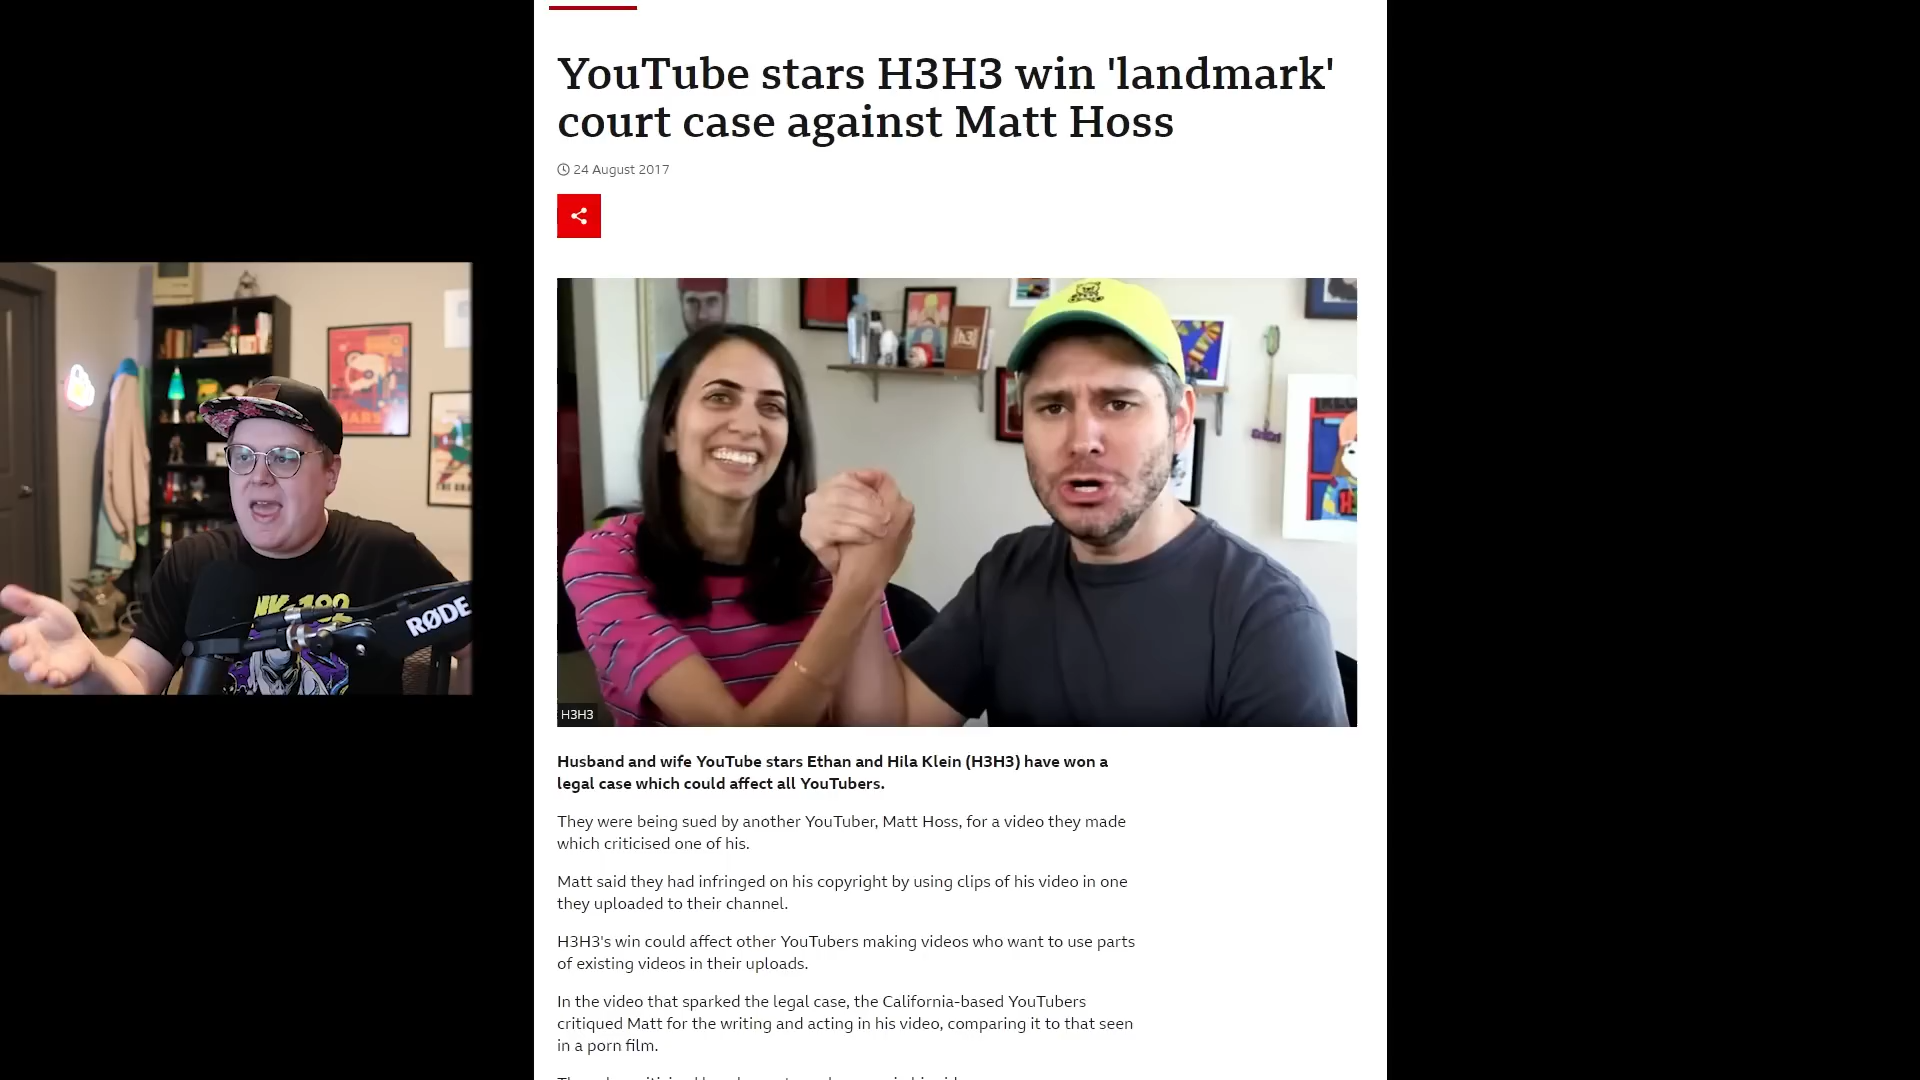 YouTube stars H3H3 win 'landmark'
court case against Matt Hoss
24 August 2017
H3H3
Husband and wife YouTube stars Ethan and Hila Klein (H3H3) have won a
legal case which could affect all YouTubers.
They were being sued by another YouTuber, Matt Hoss, for a video they made
which criticised one of his.
Matt said they had infringed on his copyright by using clips of his video in one
they uploaded to their channel.
H3H3's win could affect other YouTubers making videos who want to use parts
of existing videos in their uploads.
In the video that sparked the legal case, the California-based YouTubers
critiqued Matt for the writing and acting in his video, comparing it to that seen
in a porn film.
RØDE
MARS
h3